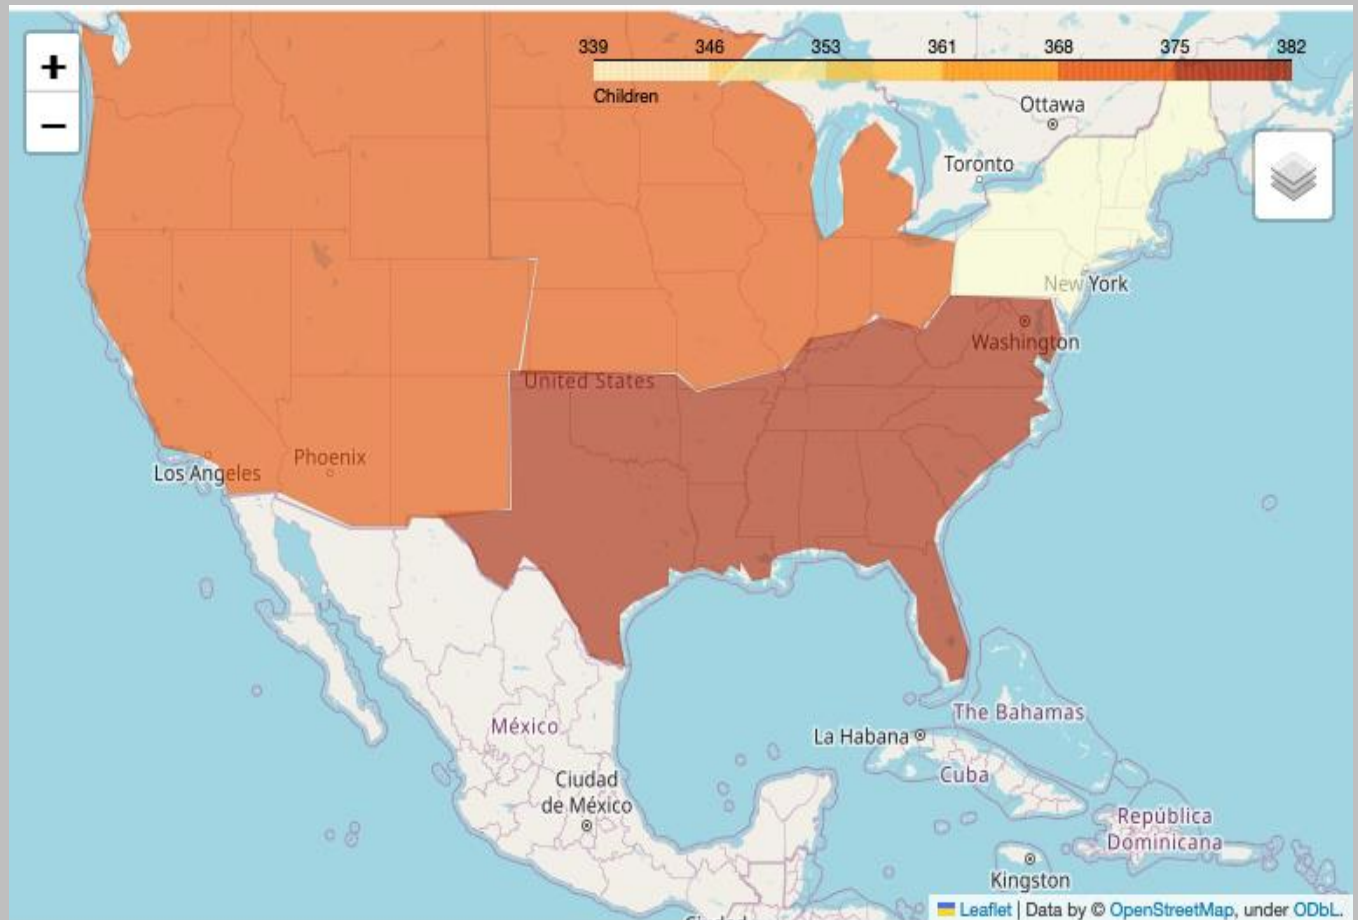 +
−
339 346 353 361 368 375 382
Children
Ottawa
Toronto
New York
Washington
United States
Phoenix
Los Angeles
The Bahamas
México
La Habana
Cuba
Ciudad
de México
República
Dominicana
Kingston
Leaflet | Data by © OpenStreetMap, under ODbL.